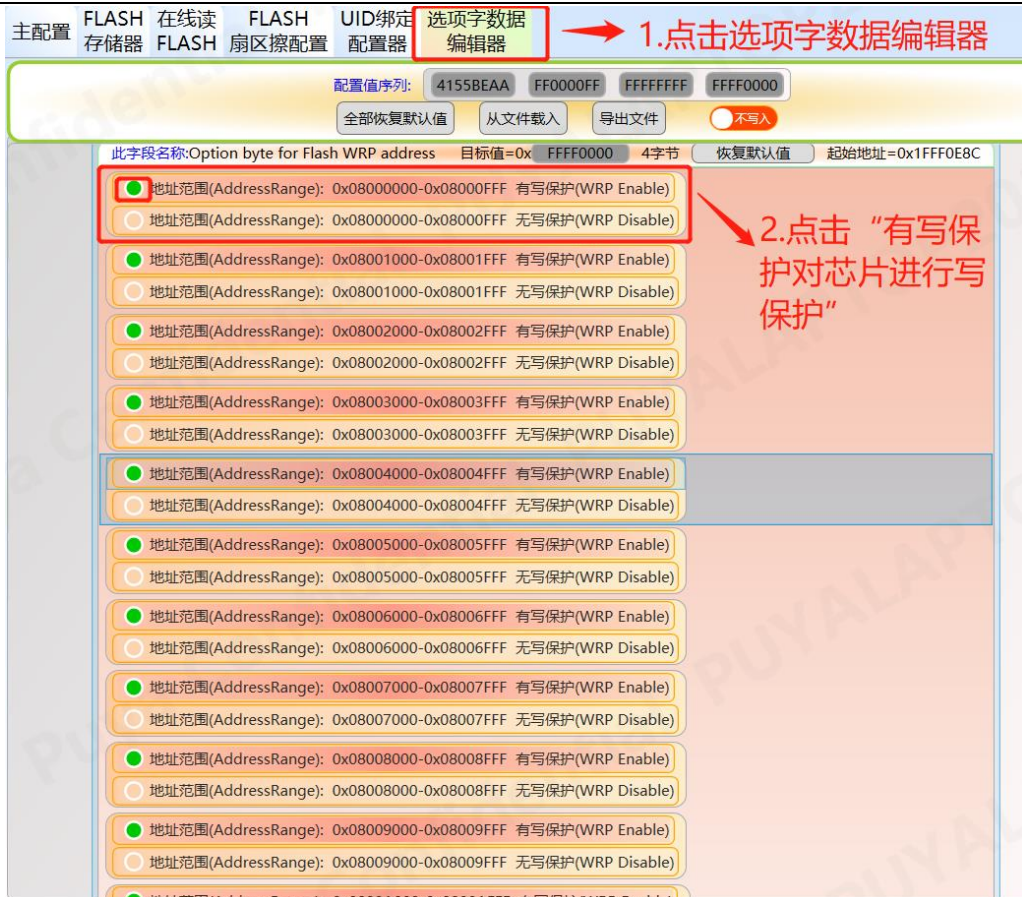 主配置 FLASH存储器 在线读FLASH FLASH扇区擦配置 UID绑定配置器 选项字数据编辑器
1.点击选项字数据编辑器
配置值序列: 4155BEAA FF0000FF FFFFFFFF FFFF0000
全部恢复默认值 从文件载入 导出文件 不写入
此字段名称:Option byte for Flash WRP address 目标值=0x FFFF0000 4字节 恢复默认值 起始地址=0x1FFF0E8C
地址范围(AddressRange): 0x08000000-0x08000FFF 有写保护(WRP Enable)
地址范围(AddressRange): 0x08000000-0x08000FFF 无写保护(WRP Disable)
2.点击“有写保
护对芯片进行写
保护”
地址范围(AddressRange): 0x08001000-0x08001FFF 有写保护(WRP Enable)
地址范围(AddressRange): 0x08001000-0x08001FFF 无写保护(WRP Disable)
地址范围(AddressRange): 0x08002000-0x08002FFF 有写保护(WRP Enable)
地址范围(AddressRange): 0x08002000-0x08002FFF 无写保护(WRP Disable)
地址范围(AddressRange): 0x08003000-0x08003FFF 有写保护(WRP Enable)
地址范围(AddressRange): 0x08003000-0x08003FFF 无写保护(WRP Disable)
地址范围(AddressRange): 0x08004000-0x08004FFF 有写保护(WRP Enable)
地址范围(AddressRange): 0x08004000-0x08004FFF 无写保护(WRP Disable)
地址范围(AddressRange): 0x08005000-0x08005FFF 有写保护(WRP Enable)
地址范围(AddressRange): 0x08005000-0x08005FFF 无写保护(WRP Disable)
地址范围(AddressRange): 0x08006000-0x08006FFF 有写保护(WRP Enable)
地址范围(AddressRange): 0x08006000-0x08006FFF 无写保护(WRP Disable)
地址范围(AddressRange): 0x08007000-0x08007FFF 有写保护(WRP Enable)
地址范围(AddressRange): 0x08007000-0x08007FFF 无写保护(WRP Disable)
地址范围(AddressRange): 0x08008000-0x08008FFF 有写保护(WRP Enable)
地址范围(AddressRange): 0x08008000-0x08008FFF 无写保护(WRP Disable)
地址范围(AddressRange): 0x08009000-0x08009FFF 有写保护(WRP Enable)
地址范围(AddressRange): 0x08009000-0x08009FFF 无写保护(WRP Disable)